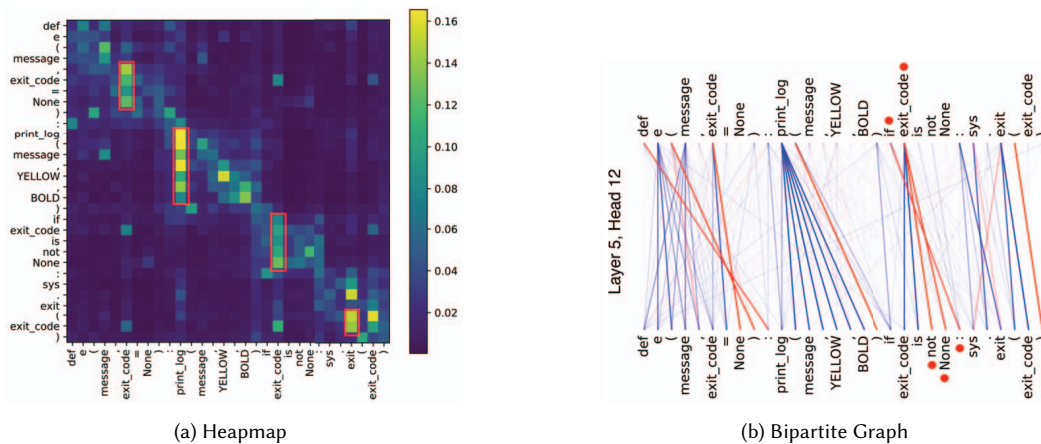 def
e
(
message
,
exit_code
=
None
)
:
print_log
(
message
,
YELLOW
,
BOLD
)
if
exit_code
is
not
None
:
sys
.
exit
(
exit_code
)
def e ( message , exit_code = None ) : print_log ( message , YELLOW , BOLD ) if exit_code is not None : sys . exit ( exit_code )
0.16
0.14
0.12
0.10
0.08
0.06
0.04
0.02
(a) Heapmap
def e ( message , exit_code = None ) : print_log ( message , YELLOW , BOLD ) if exit_code is not None : sys . exit ( exit_code )
Layer 5, Head 12
def e ( message , exit_code = None ) : print_log ( message , YELLOW , BOLD ) if exit_code is not None : sys . exit ( exit_code )
(b) Bipartite Graph